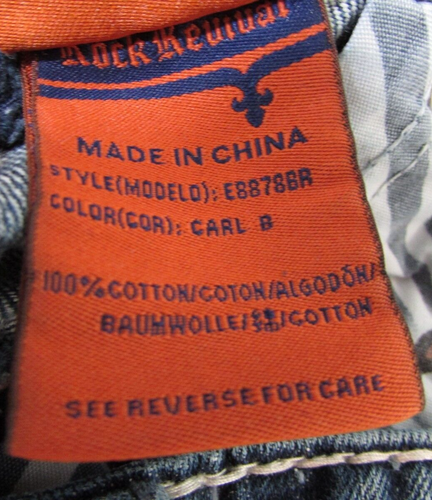 Rock Revival
MADE IN CHINA
STYLE(MODELO): E8878BR
COLOR(COR): CARL B
100%COTTON/COTON/ALGODÓN/
BAUMWOLLE/绵/COTTON
SEE REVERSE FOR CARE